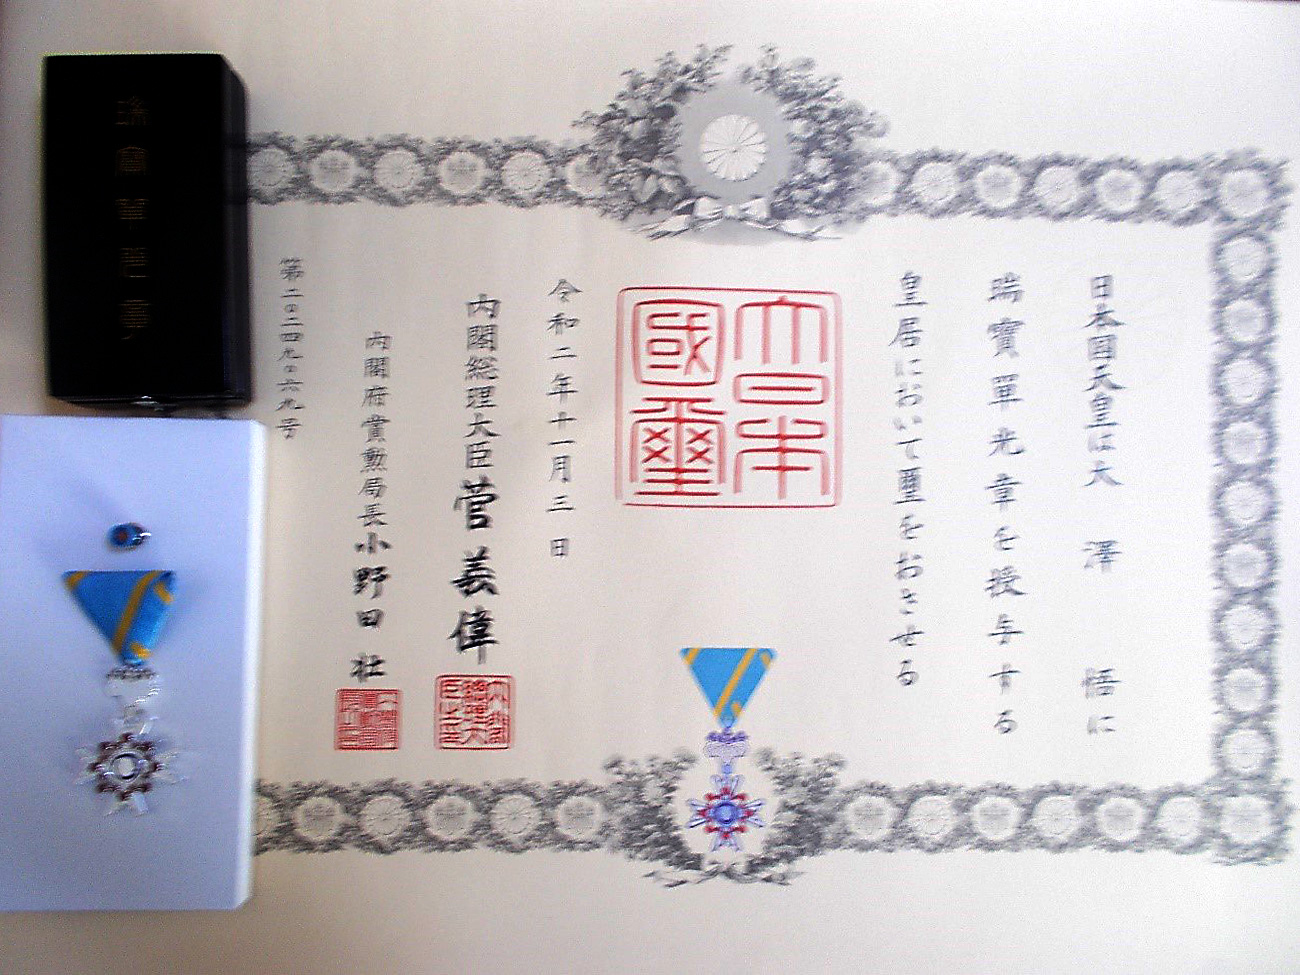 日本国天皇は大澤悟に
瑞寶單光章を授与する
皇居において璽をおさせる
大日本國璽
令和二年十一月三日
内閣総理大臣菅義偉
内閣府賞勲局長小野田壮
第二〇二四九〇六九号
瑞寶單光章